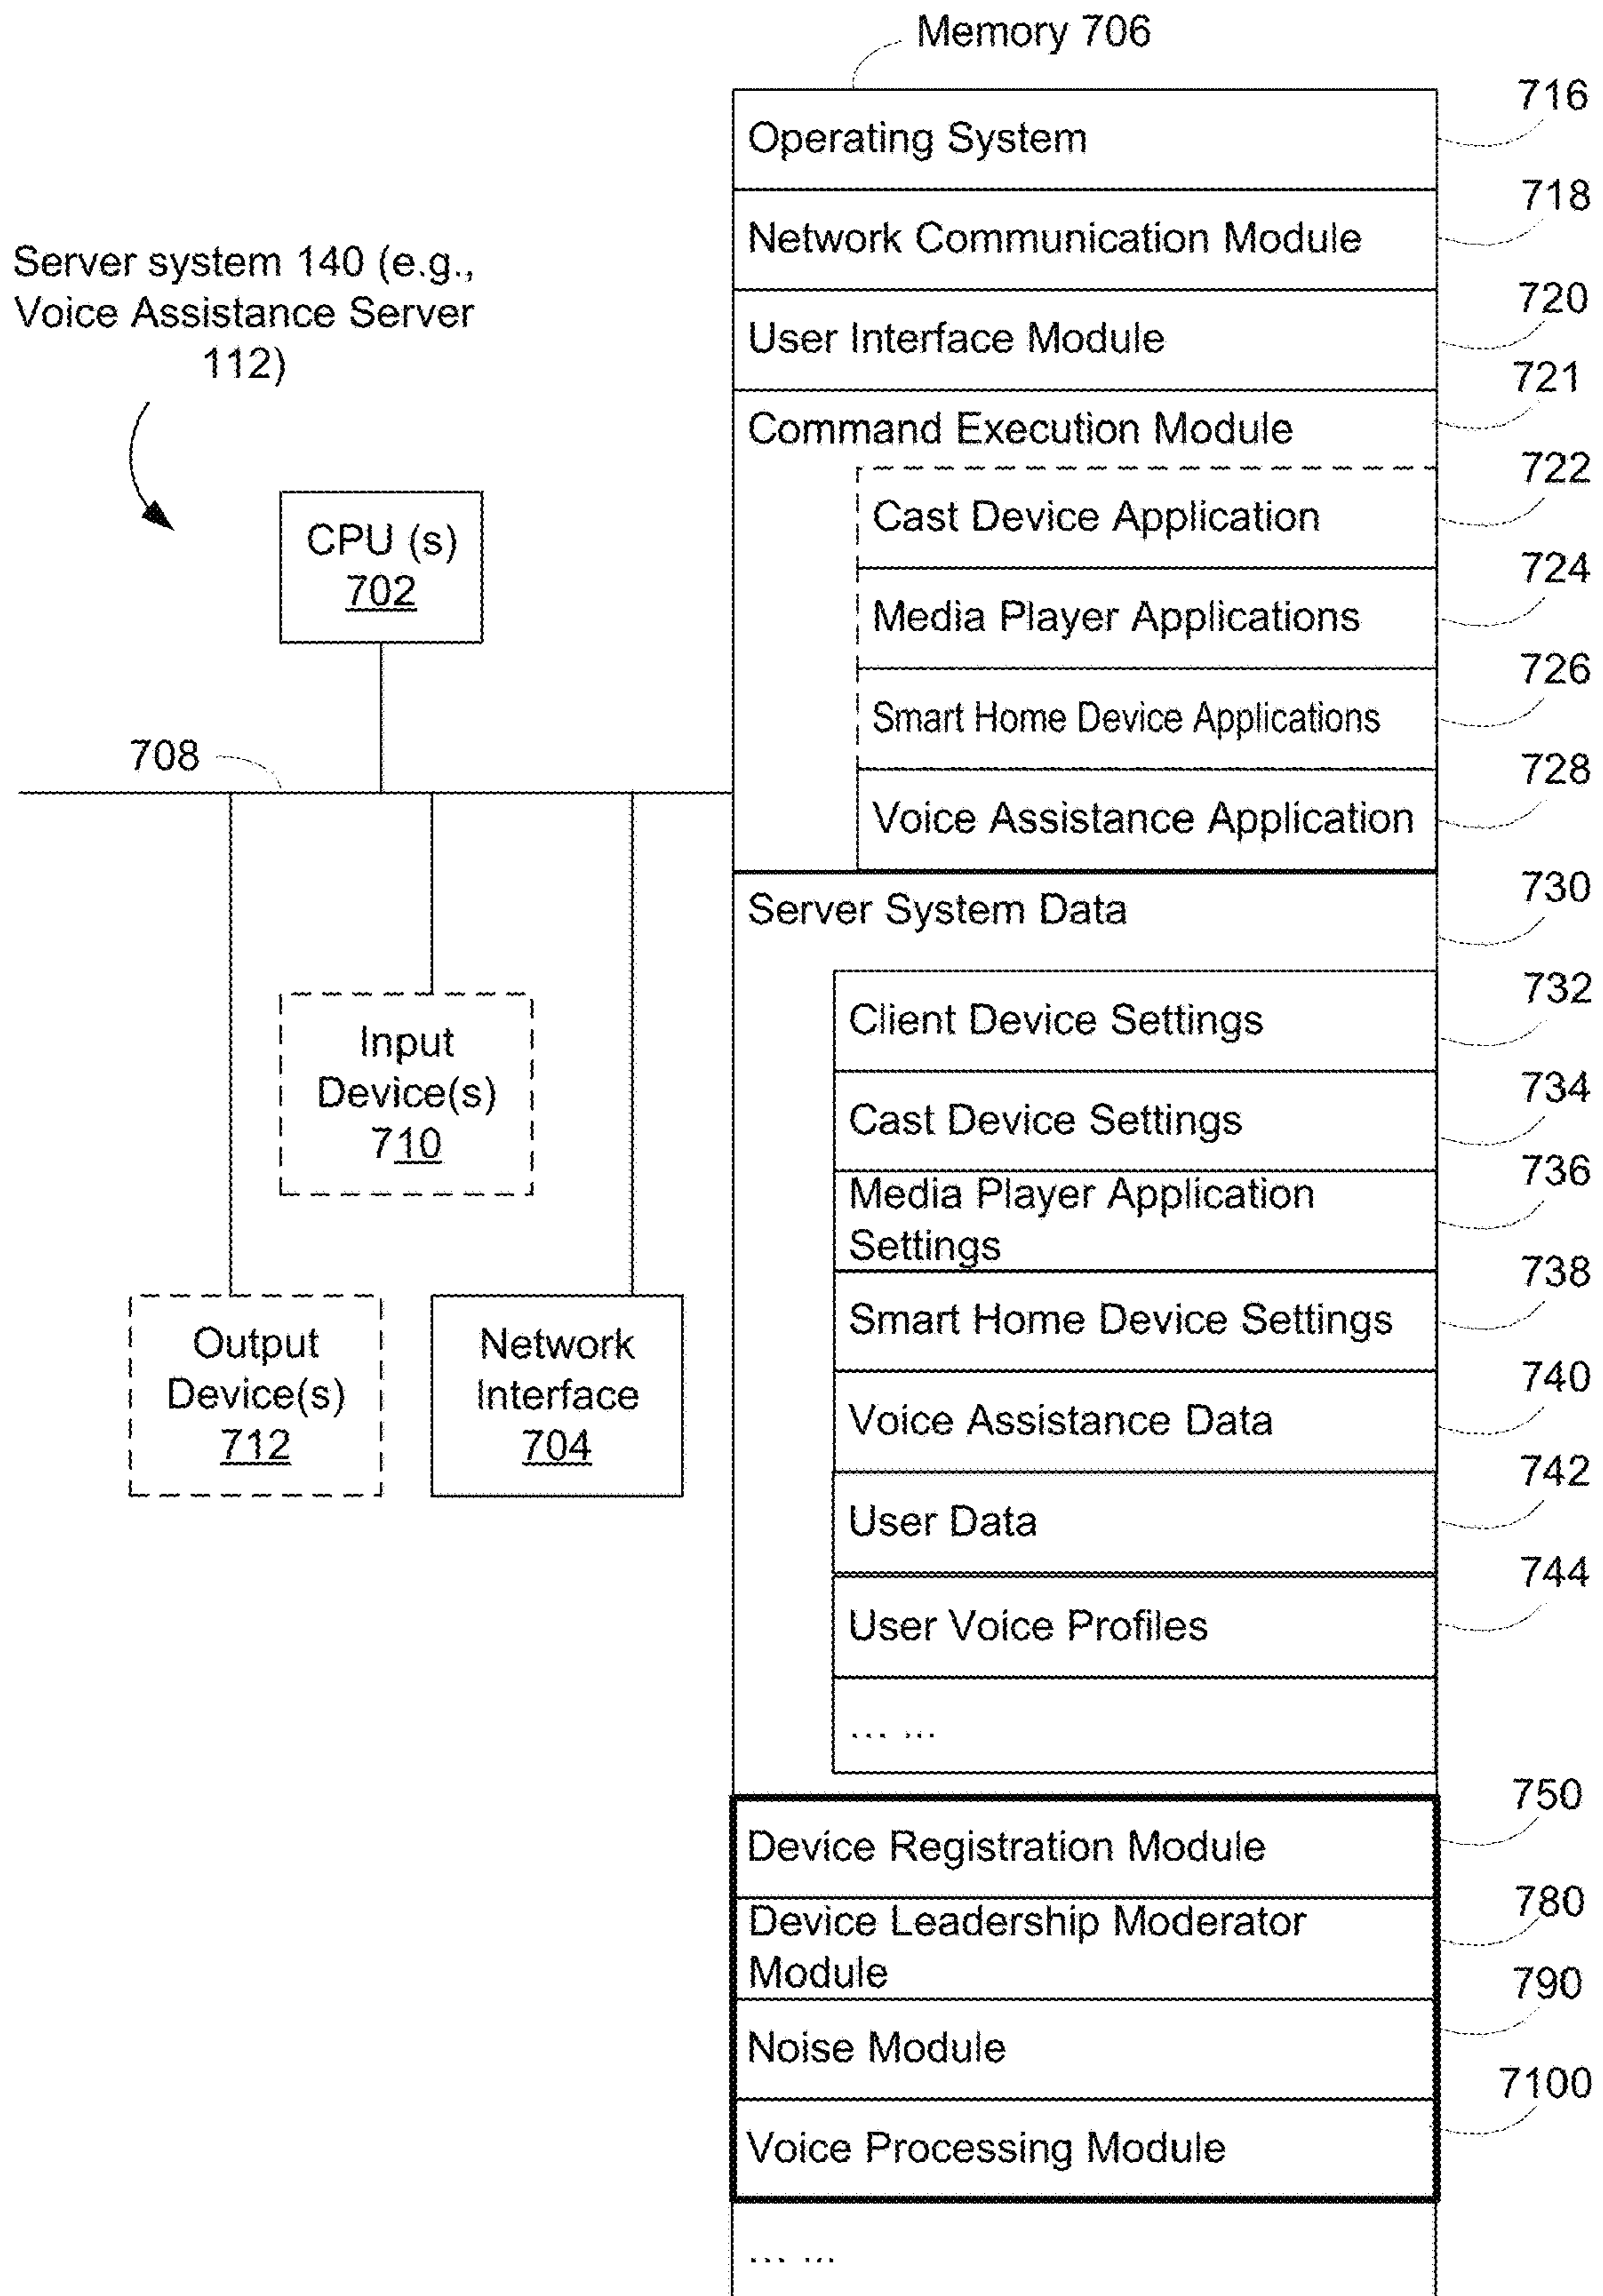 Memory 706
716
Operating System
718
Network Communication Module
Server system 140 (e.g.,
Voice Assistance Server
112)
720
User Interface Module
721
Command Execution Module
722
Cast Device Application
CPU (s)
702
724
Media Player Applications
726
Smart Home Device Applications
708
728
Voice Assistance Application
730
Server System Data
732
Client Device Settings
Input
Device(s)
710
734
Cast Device Settings
736
Media Player Application
Settings
738
Smart Home Device Settings
Output
Device(s)
712
Network
Interface
704
740
Voice Assistance Data
742
User Data
744
User Voice Profiles
... ...
750
Device Registration Module
780
Device Leadership Moderator
Module
790
Noise Module
7100
Voice Processing Module
... ...